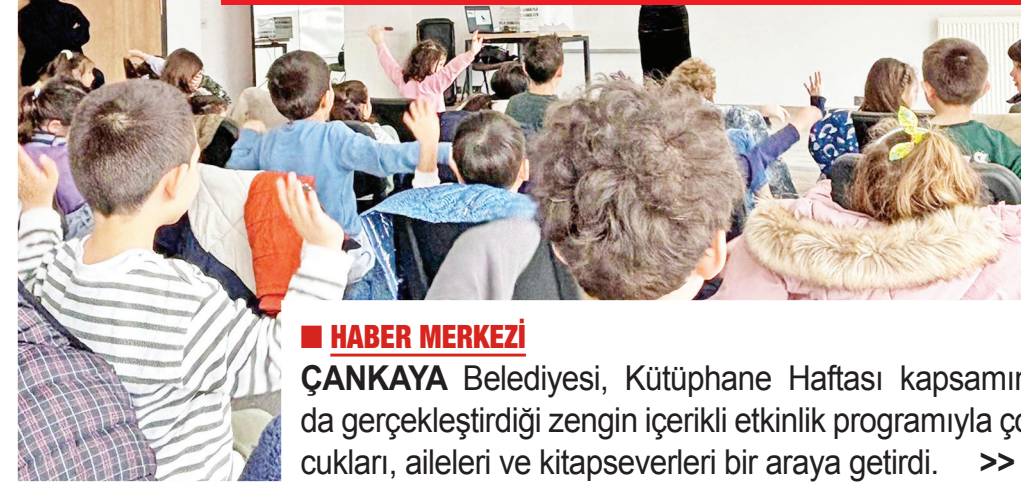 ■ HABER MERKEZİ
ÇANKAYA Belediyesi, Kütüphane Haftası kapsamın
da gerçekleştirdiği zengin içerikli etkinlik programıyla ço
cukları, aileleri ve kitapseverleri bir araya getirdi. >>